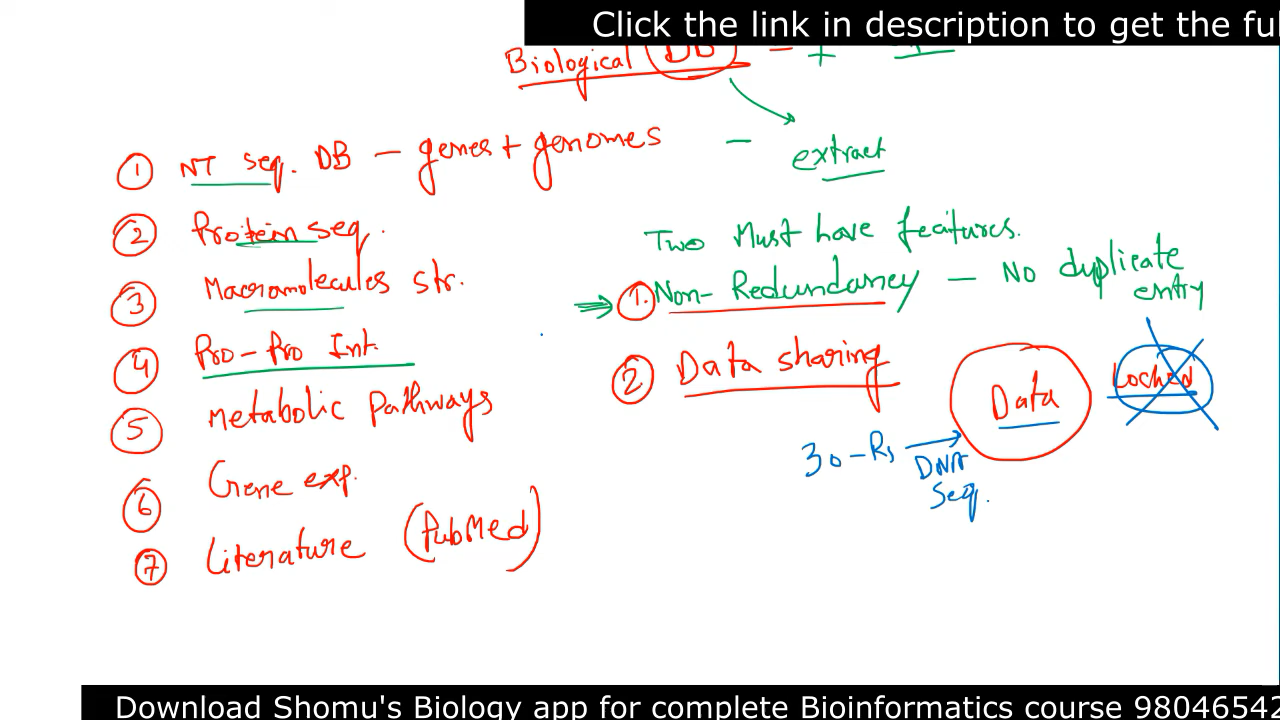 Click the link in description to get the ful
Biological DB - +
extract
① NT seq. DB - genes + genomes -
② Protein seq.
③ Macromolecules str.
④ Pro-Pro Int.
⑤ Metabolic Pathways
⑥ Gene exp.
⑦ Literature (PubMed)
Two Must have features.
⇒ 1. Non-Redundancy - No duplicate
entry
② Data sharing
Data
Locked
30-Rs → DNA
Seq.
Download Shomu's Biology app for complete Bioinformatics course 98046542